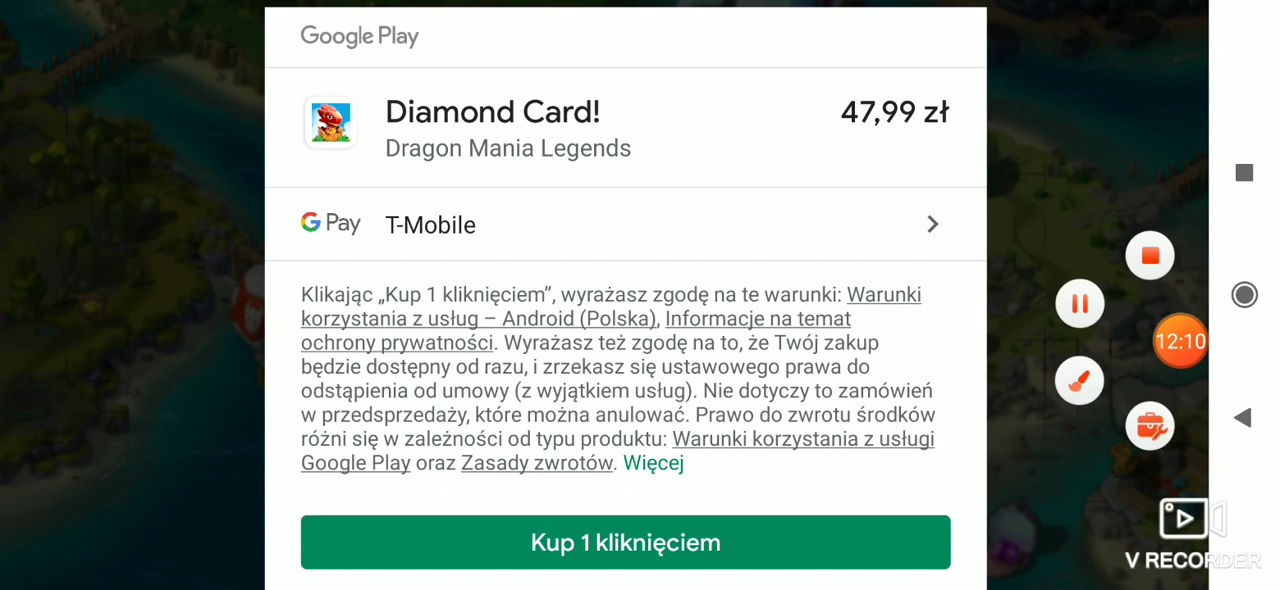 Google Play
Diamond Card!
47,99 zł
Dragon Mania Legends
G Pay T-Mobile
Klikając „Kup 1 kliknięciem”, wyrażasz zgodę na te warunki: Warunki
korzystania z usług – Android (Polska), Informacje na temat
ochrony prywatności. Wyrażasz też zgodę na to, że Twój zakup
będzie dostępny od razu, i zrzekasz się ustawowego prawa do
odstąpienia od umowy (z wyjątkiem usług). Nie dotyczy to zamówień
w przedsprzedaży, które można anulować. Prawo do zwrotu środków
różni się w zależności od typu produktu: Warunki korzystania z usługi
Google Play oraz Zasady zwrotów. Więcej
Kup 1 kliknięciem
12:10
V RECORDER